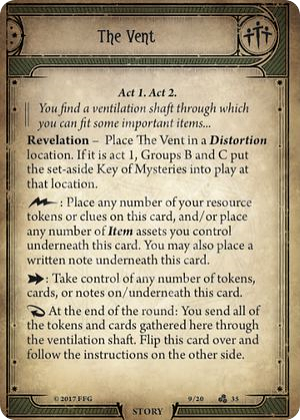 The Vent
Act 1. Act 2.
You find a ventilation shaft through which
you can fit some important items...
Revelation – Place The Vent in a Distortion
location. If it is act 1, Groups B and C put
the set-aside Key of Mysteries into play at
that location.
: Place any number of your resource
tokens or clues on this card, and/or place
any number of Item assets you control
underneath this card. You may also place a
written note underneath this card.
: Take control of any number of tokens,
cards, or notes on/underneath this card.
At the end of the round: You send all of
the tokens and cards gathered here through
the ventilation shaft. Flip this card over and
follow the instructions on the other side.
© 2017 FFG 9/20 35
STORY